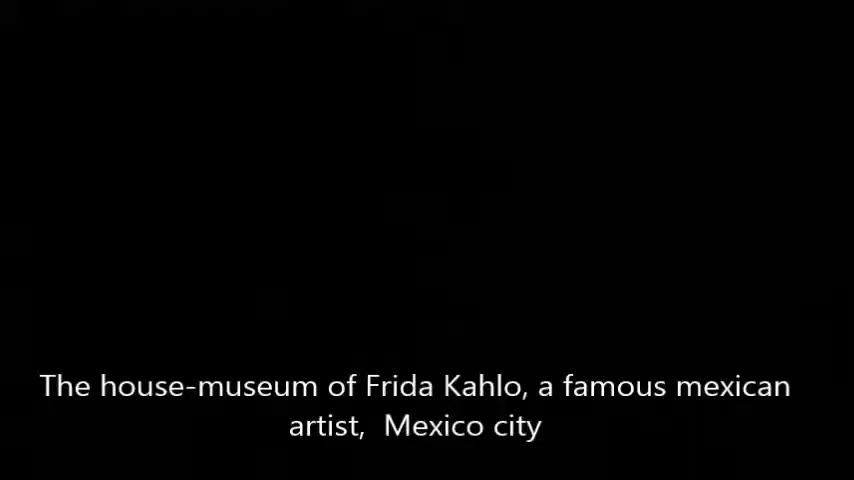 The house-museum of Frida Kahlo, a famous mexican
artist,  Mexico city